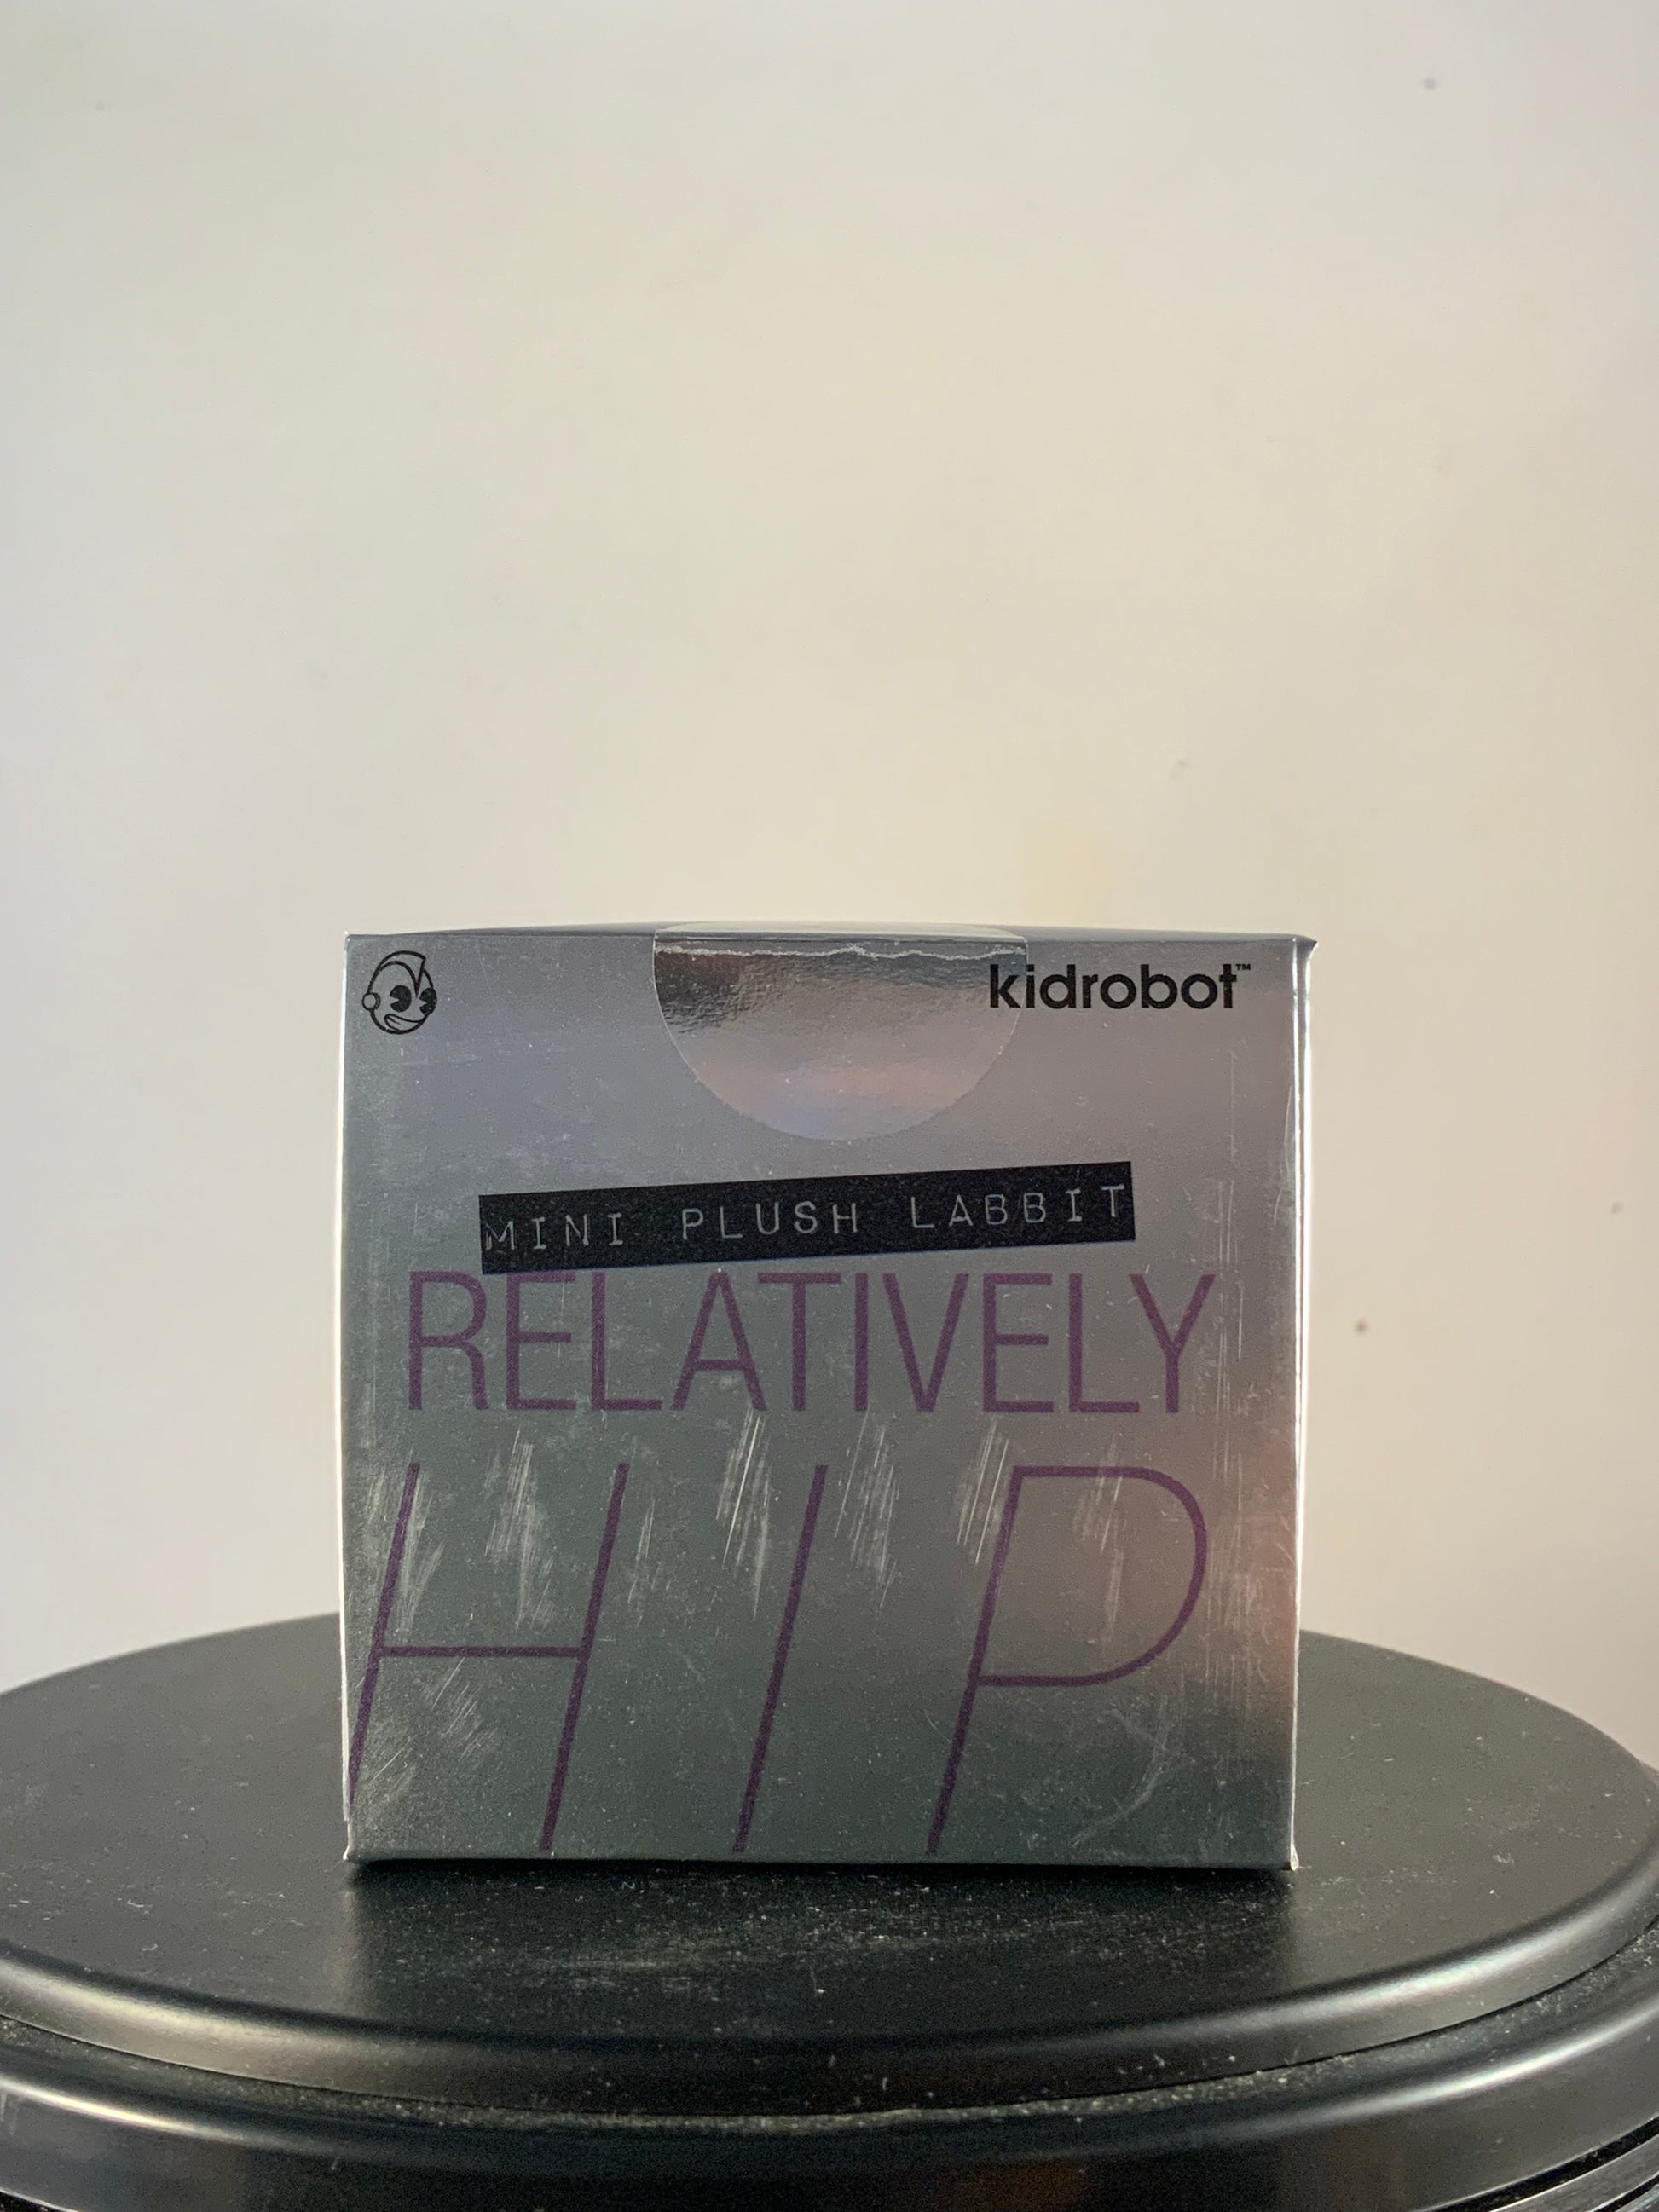 kidrobot™
MINI PLUSH LABBIT
RELATIVELY
HIP